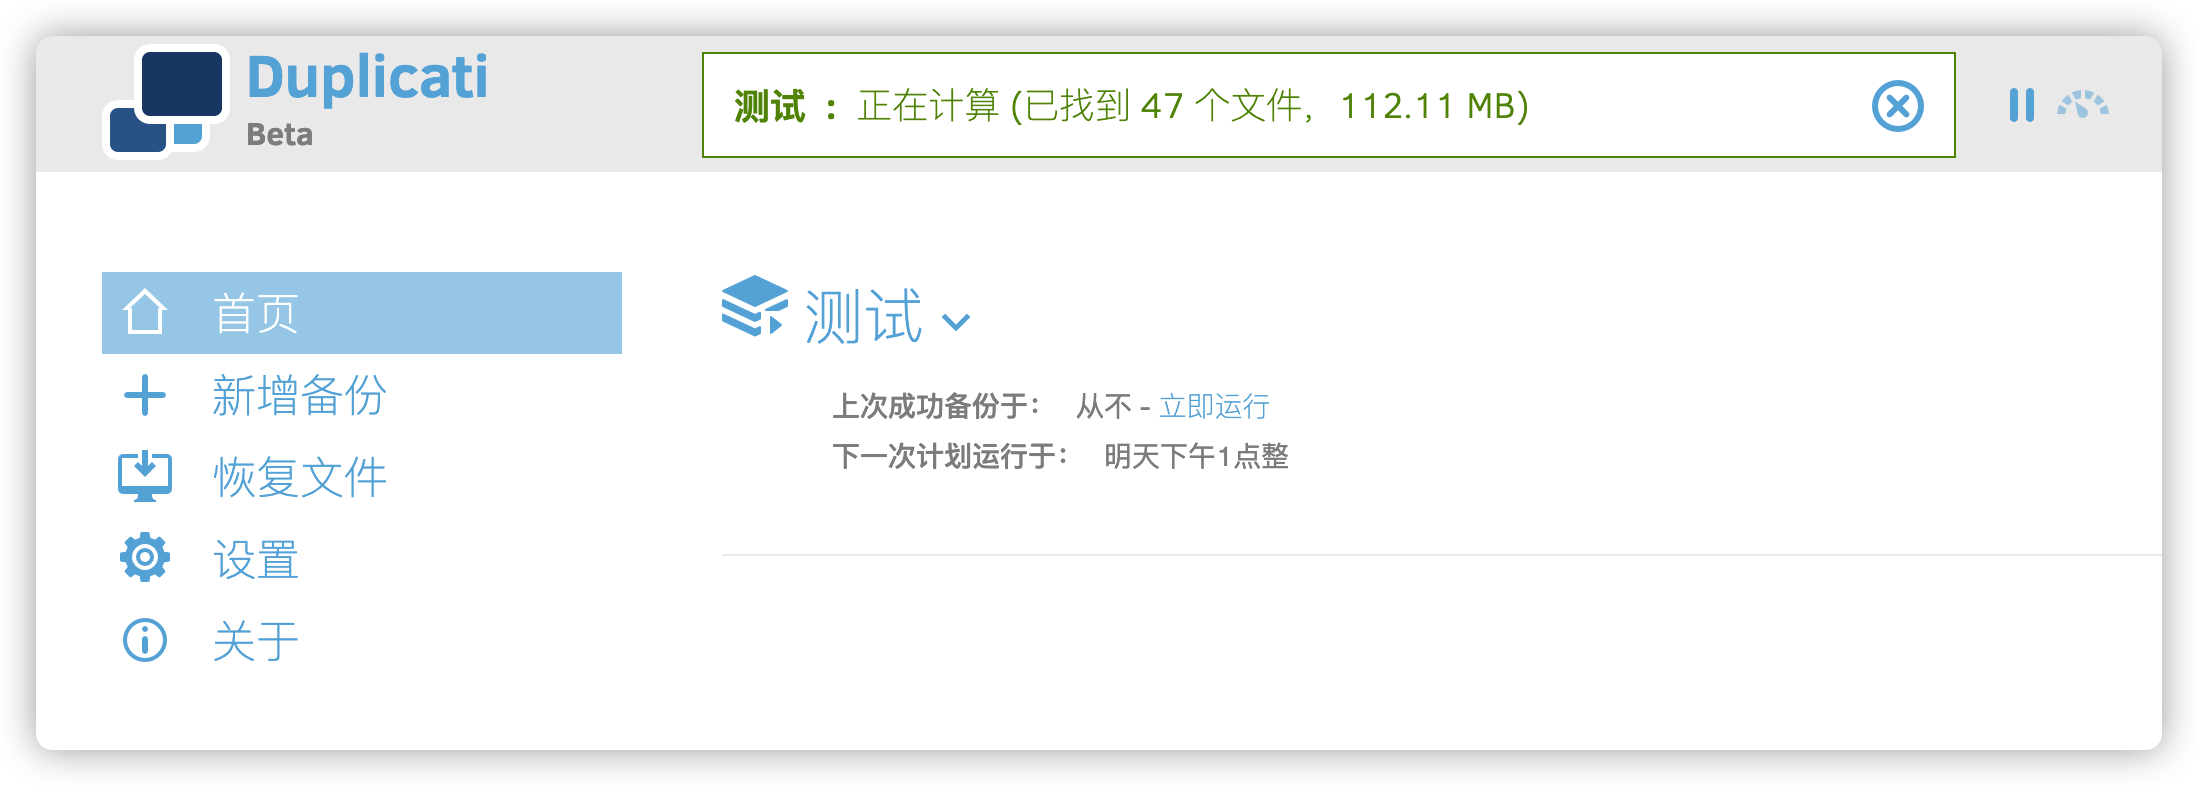 Duplicati
Beta
测试 : 正在计算 (已找到 47 个文件, 112.11 MB)
首页
新增备份
恢复文件
设置
关于
测试
上次成功备份于: 从不 - 立即运行
下一次计划运行于: 明天下午1点整